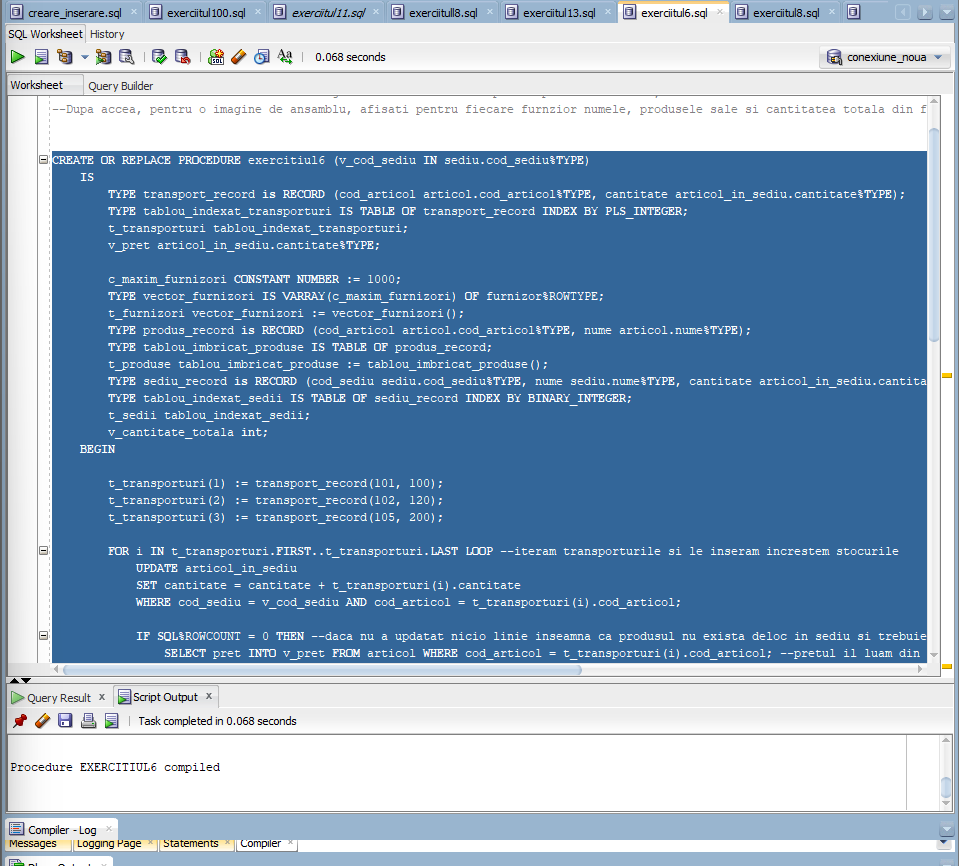 creare_inserare.sql exerciitul100.sql exerciitul11.sql exerciitull8.sql exerciitul13.sql exerciitul6.sql exerciitul8.sql
SQL Worksheet History
0.068 seconds conexiune_noua
Worksheet Query Builder
--Dupa accea, pentru o imagine de ansamblu, afisati pentru fiecare furnzior numele, produsele sale si cantitatea totala din f
CREATE OR REPLACE PROCEDURE exercitiul6 (v_cod_sediu IN sediu.cod_sediu%TYPE)
IS
TYPE transport_record is RECORD (cod_articol articol.cod_articol%TYPE, cantitate articol_in_sediu.cantitate%TYPE);
TYPE tablou_indexat_transporturi IS TABLE OF transport_record INDEX BY PLS_INTEGER;
t_transporturi tablou_indexat_transporturi;
v_pret articol_in_sediu.cantitate%TYPE;
c_maxim_furnizori CONSTANT NUMBER := 1000;
TYPE vector_furnizori IS VARRAY(c_maxim_furnizori) OF furnizor%ROWTYPE;
t_furnizori vector_furnizori := vector_furnizori();
TYPE produs_record is RECORD (cod_articol articol.cod_articol%TYPE, nume articol.nume%TYPE);
TYPE tablou_imbricat_produse IS TABLE OF produs_record;
t_produse tablou_imbricat_produse := tablou_imbricat_produse();
TYPE sediu_record is RECORD (cod_sediu sediu.cod_sediu%TYPE, nume sediu.nume%TYPE, cantitate articol_in_sediu.cantita
TYPE tablou_indexat_sedii IS TABLE OF sediu_record INDEX BY BINARY_INTEGER;
t_sedii tablou_indexat_sedii;
v_cantitate_totala int;
BEGIN
t_transporturi(1) := transport_record(101, 100);
t_transporturi(2) := transport_record(102, 120);
t_transporturi(3) := transport_record(105, 200);
FOR i IN t_transporturi.FIRST..t_transporturi.LAST LOOP --iteram transporturile si le inseram increstem stocurile
UPDATE articol_in_sediu
SET cantitate = cantitate + t_transporturi(i).cantitate
WHERE cod_sediu = v_cod_sediu AND cod_articol = t_transporturi(i).cod_articol;
IF SQL%ROWCOUNT = 0 THEN --daca nu a updatat nicio linie inseamna ca produsul nu exista deloc in sediu si trebuie
SELECT pret INTO v_pret FROM articol WHERE cod_articol = t_transporturi(i).cod_articol; --pretul il luam din
Query Result Script Output
Task completed in 0.068 seconds
Procedure EXERCITIUL6 compiled
Compiler - Log
Messages Logging Page Statements Compiler